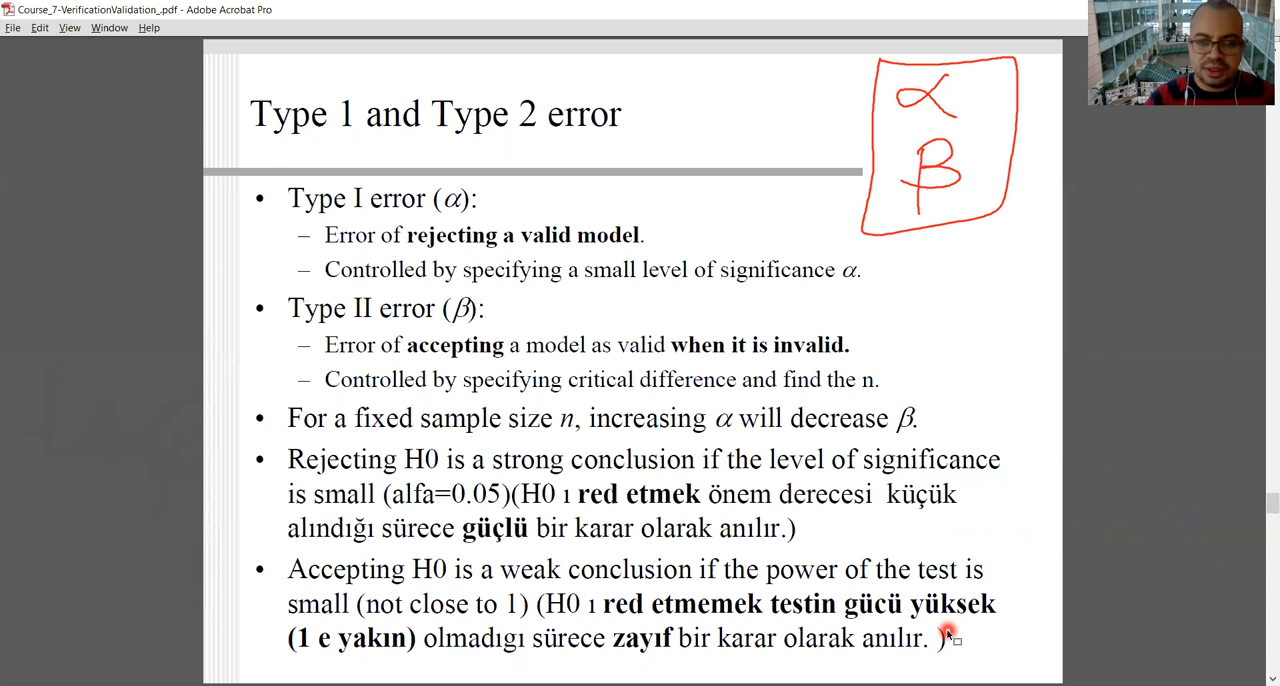 Course_7-VerificationValidation_.pdf - Adobe Acrobat Pro
File Edit View Window Help
Type 1 and Type 2 error
α
β
• Type I error (α):
– Error of rejecting a valid model.
– Controlled by specifying a small level of significance α.
• Type II error (β):
– Error of accepting a model as valid when it is invalid.
– Controlled by specifying critical difference and find the n.
• For a fixed sample size n, increasing α will decrease β.
• Rejecting H0 is a strong conclusion if the level of significance
is small (alfa=0.05)(H0 ı red etmek önem derecesi küçük
alındığı sürece güçlü bir karar olarak anılır.)
• Accepting H0 is a weak conclusion if the power of the test is
small (not close to 1) (H0 ı red etmemek testin gücü yüksek
(1 e yakın) olmadıgı sürece zayıf bir karar olarak anılır. )